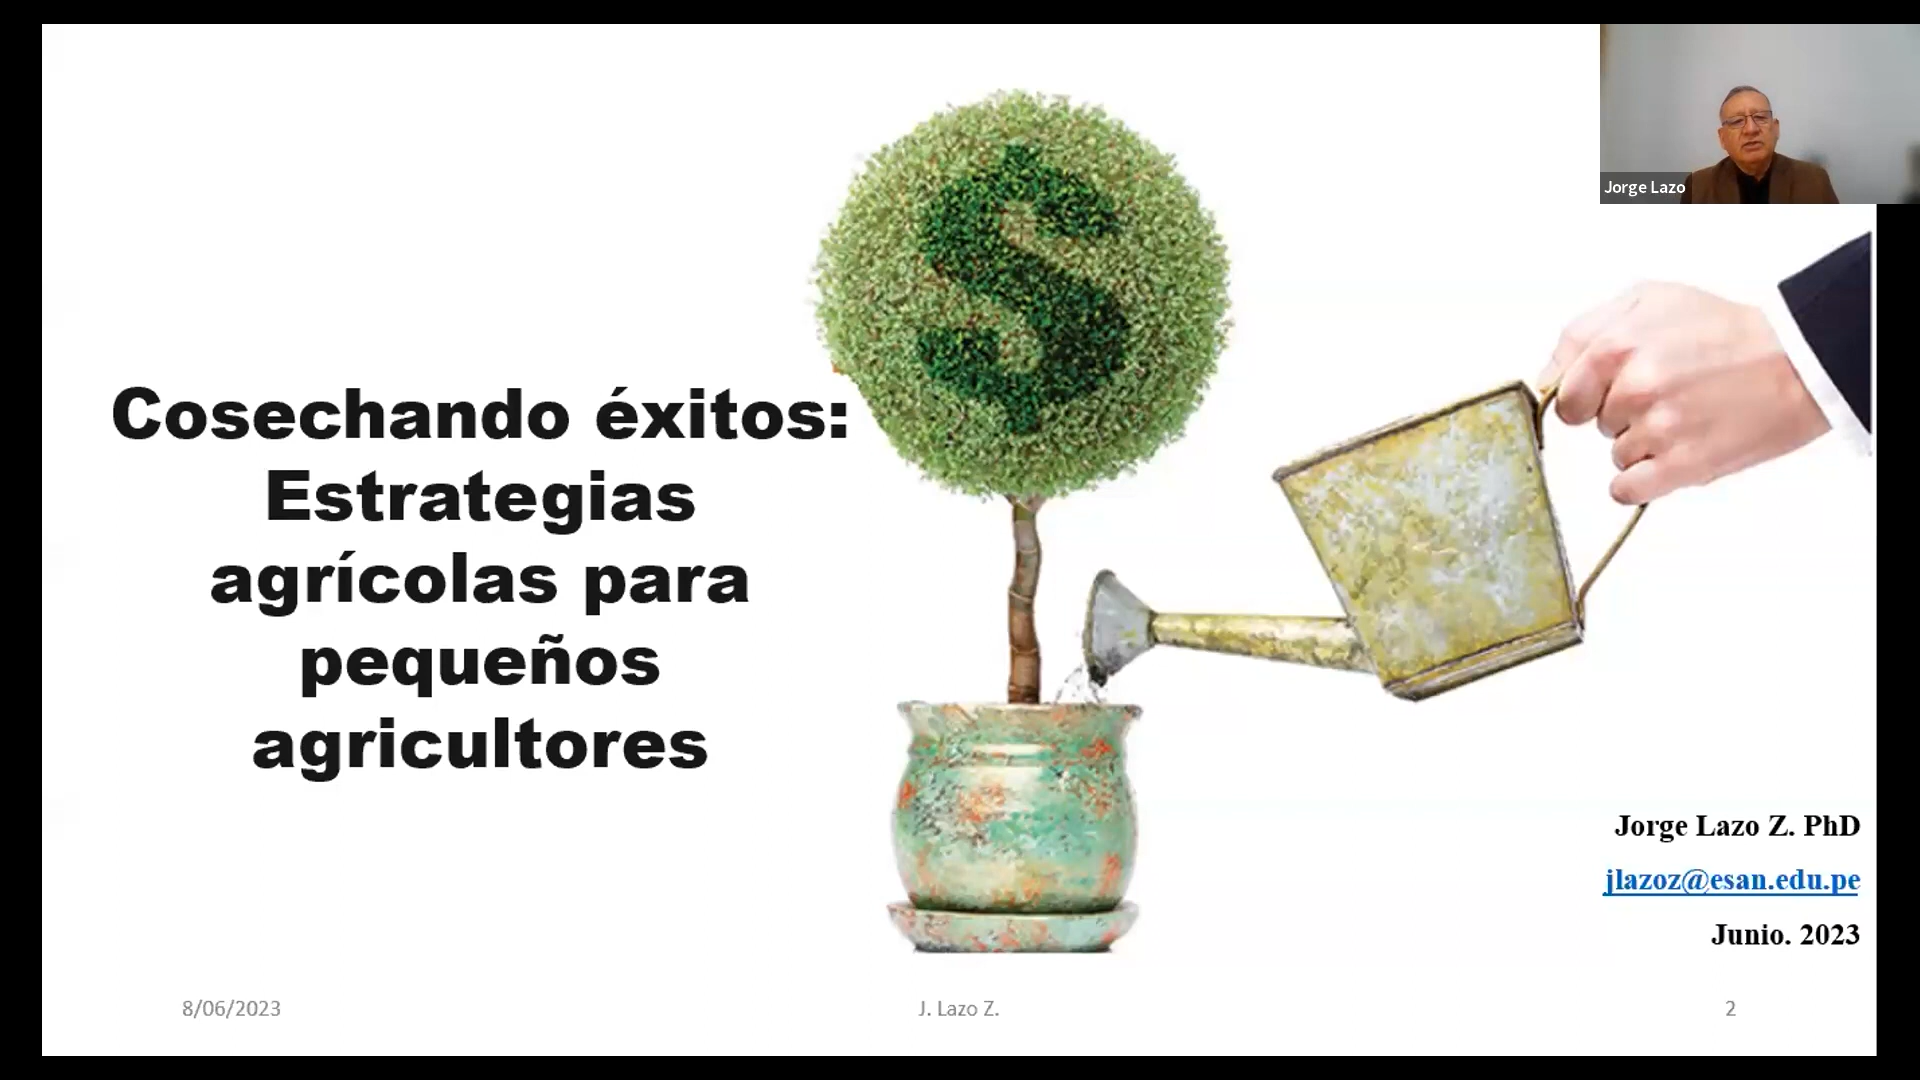 Jorge Lazo
Cosechando éxitos:
Estrategias
agrícolas para
pequeños
agricultores
Jorge Lazo Z. PhD
jlazoz@esan.edu.pe
Junio. 2023
8/06/2023
J. Lazo Z.
2